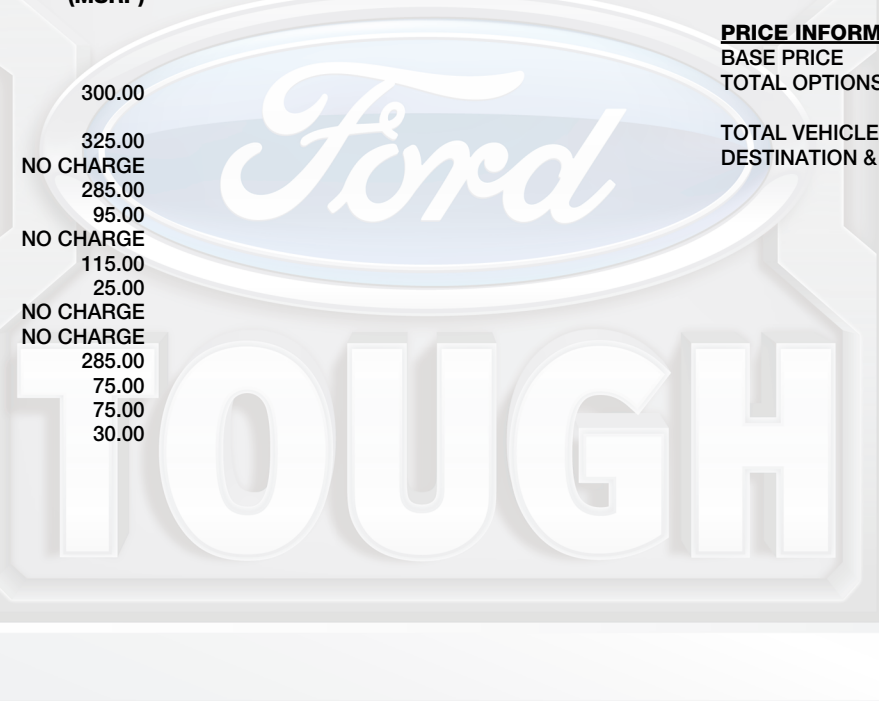 (MSRP)
300.00
325.00
NO CHARGE
285.00
95.00
NO CHARGE
115.00
25.00
NO CHARGE
NO CHARGE
285.00
75.00
75.00
30.00
PRICE INFORM
BASE PRICE
TOTAL OPTIONS
TOTAL VEHICLE
DESTINATION &
Ford
TOUGH